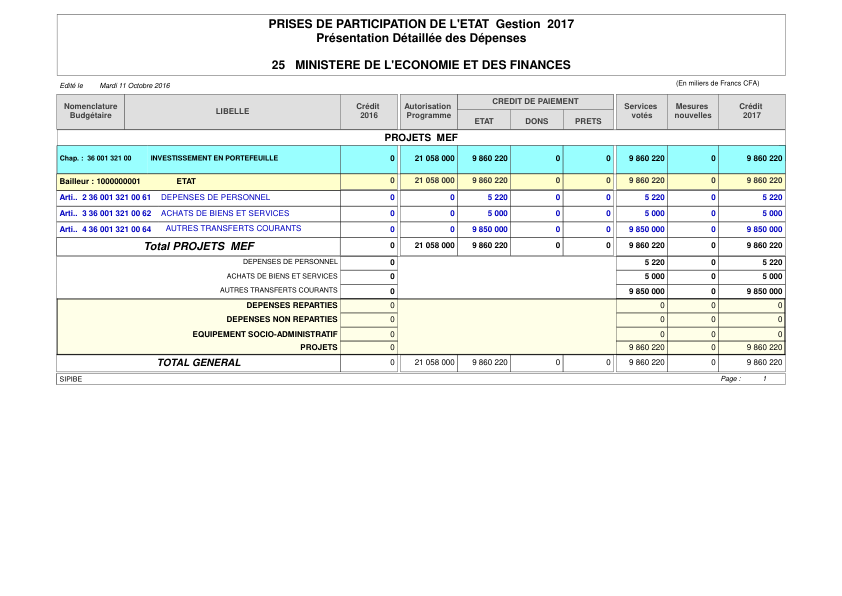 PRISES DE PARTICIPATION DE L'ETAT Gestion 2017
Présentation Détaillée des Dépenses
25 MINISTERE DE L'ECONOMIE ET DES FINANCES
Edité le Mardi 11 Octobre 2016 (En milliers de Francs CFA)
Nomenclature Budgétaire LIBELLE Crédit 2016 Autorisation Programme CREDIT DE PAIEMENT Services votés Mesures nouvelles Crédit 2017
ETAT DONS PRETS
PROJETS MEF
Chap. : 36 001 321 00 INVESTISSEMENT EN PORTEFEUILLE 0 21 058 000 9 860 220 0 0 9 860 220 0 9 860 220
Bailleur : 1000000001 ETAT 0 21 058 000 9 860 220 0 0 9 860 220 0 9 860 220
Arti.. 2 36 001 321 00 61 DEPENSES DE PERSONNEL 0 0 5 220 0 0 5 220 0 5 220
Arti.. 3 36 001 321 00 62 ACHATS DE BIENS ET SERVICES 0 0 5 000 0 0 5 000 0 5 000
Arti.. 4 36 001 321 00 64 AUTRES TRANSFERTS COURANTS 0 0 9 850 000 0 0 9 850 000 0 9 850 000
Total PROJETS MEF 0 21 058 000 9 860 220 0 0 9 860 220 0 9 860 220
DEPENSES DE PERSONNEL 0 5 220 0 5 220
ACHATS DE BIENS ET SERVICES 0 5 000 0 5 000
AUTRES TRANSFERTS COURANTS 0 9 850 000 0 9 850 000
DEPENSES REPARTIES 0 0 0 0
DEPENSES NON REPARTIES 0 0 0 0
EQUIPEMENT SOCIO-ADMINISTRATIF 0 0 0 0
PROJETS 0 9 860 220 0 9 860 220
TOTAL GENERAL 0 21 058 000 9 860 220 0 0 9 860 220 0 9 860 220
SIPIBE Page : 1